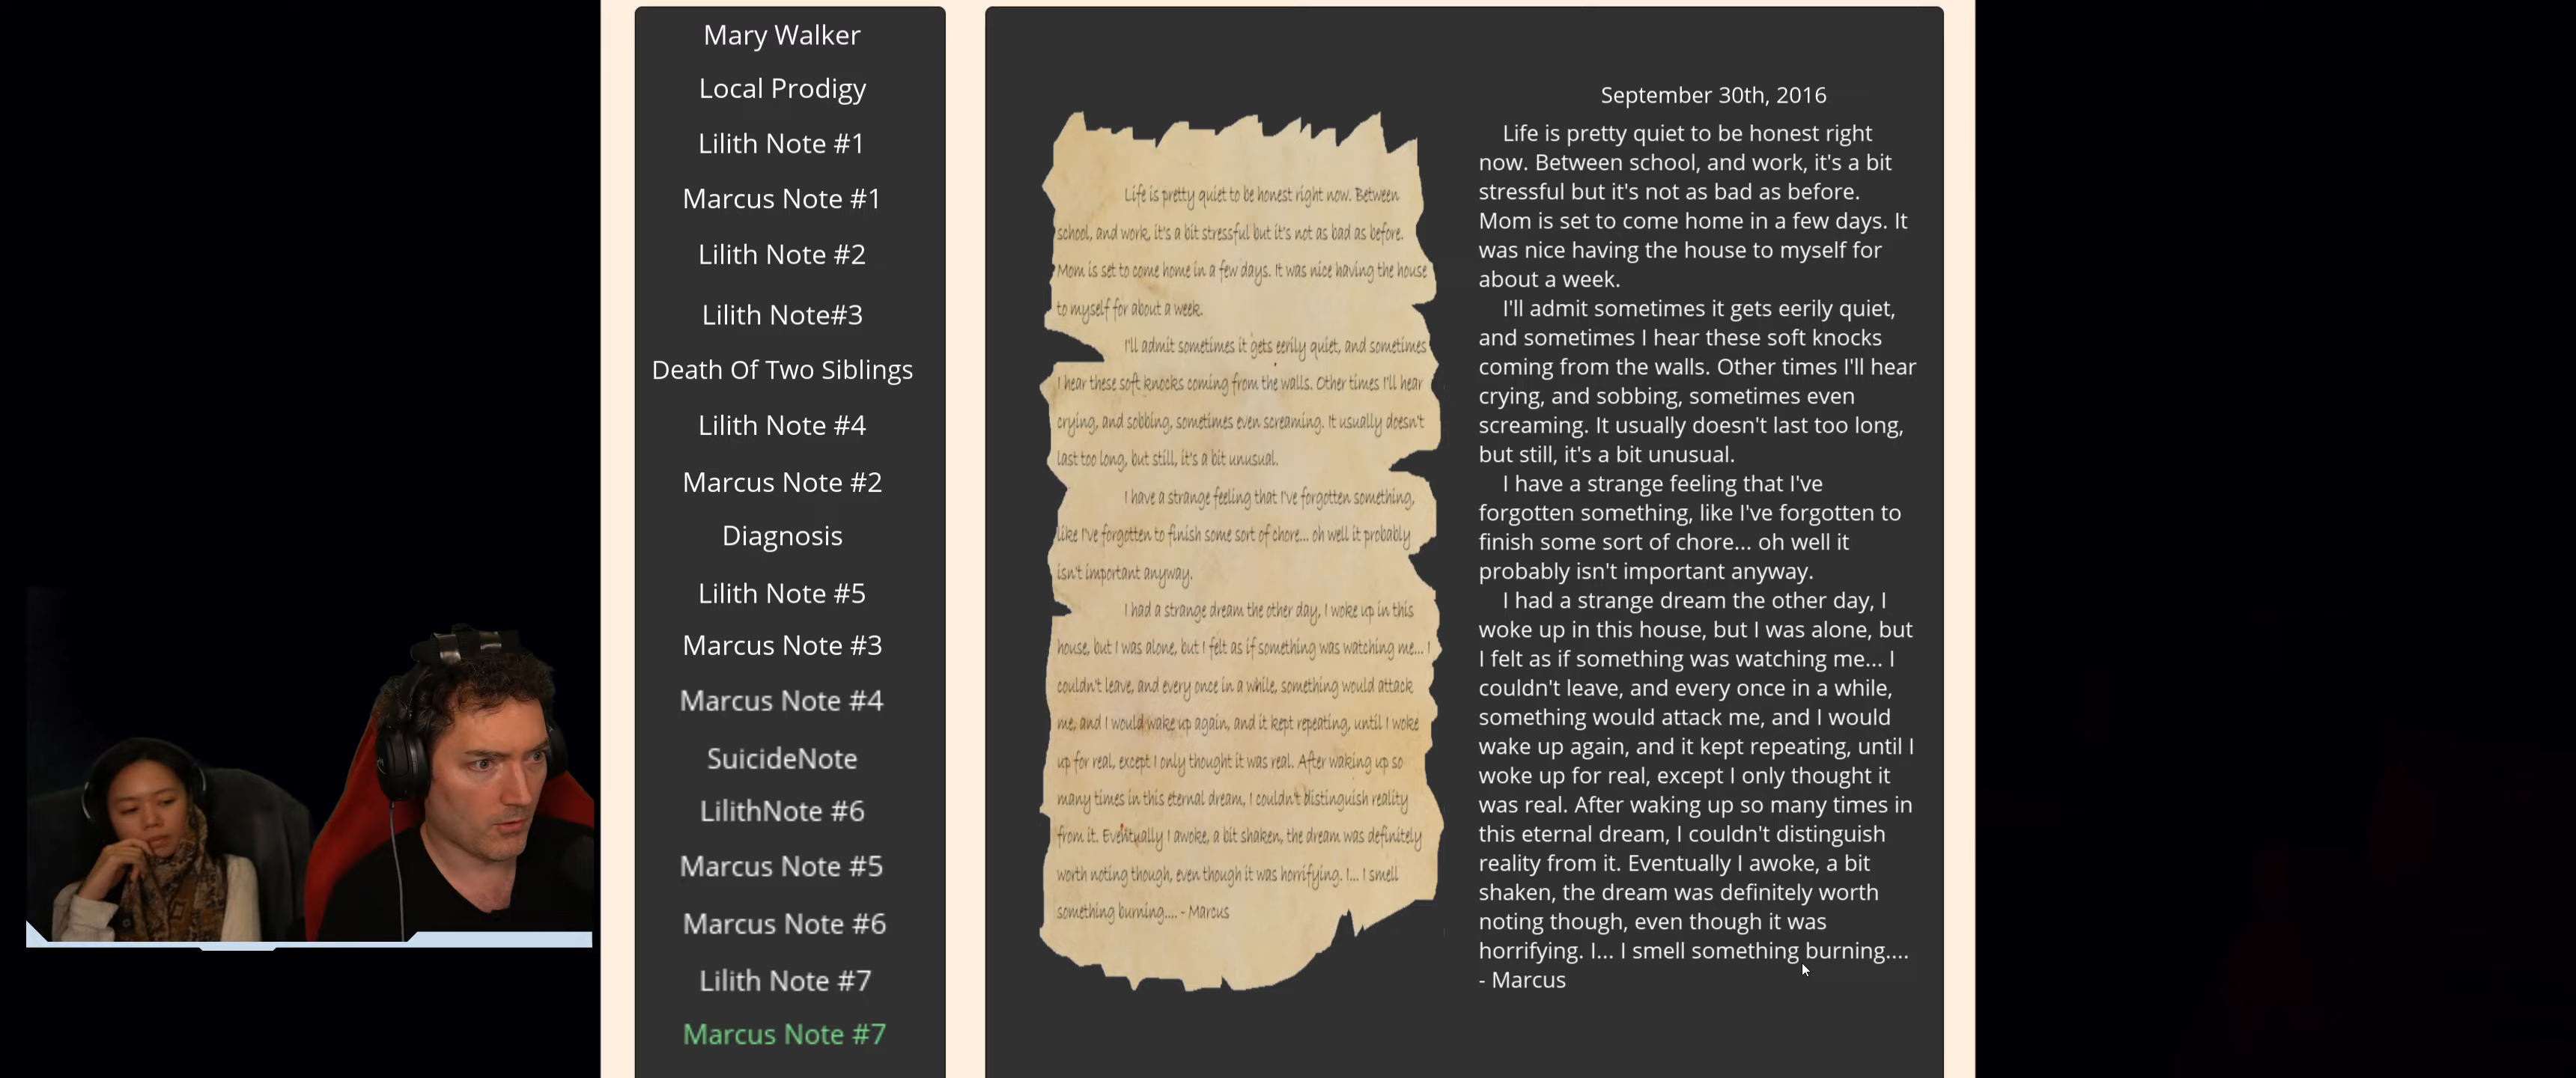 Mary Walker
Local Prodigy
Lilith Note #1
Marcus Note #1
Lilith Note #2
Lilith Note#3
Death Of Two Siblings
Lilith Note #4
Marcus Note #2
Diagnosis
Lilith Note #5
Marcus Note #3
Marcus Note #4
SuicideNote
LilithNote #6
Marcus Note #5
Marcus Note #6
Lilith Note #7
Marcus Note #7
Life is pretty quiet to be honest right now. Between
school, and work, it's a bit stressful but it's not as bad as before.
Mom is set to come home in a few days. It was nice having the house
to myself for about a week.
I'll admit sometimes it gets eerily quiet, and sometimes
I hear these soft knocks coming from the walls. Other times I'll hear
crying, and sobbing, sometimes even screaming. It usually doesn't
last too long, but still, it's a bit unusual.
I have a strange feeling that I've forgotten something,
like I've forgotten to finish some sort of chore... oh well it probably
isn't important anyway.
I had a strange dream the other day, I woke up in this
house, but I was alone, but I felt as if something was watching me... I
couldn't leave, and every once in a while, something would attack
me, and I would wake up again, and it kept repeating, until I woke
up for real, except I only thought it was real. After waking up so
many times in this eternal dream, I couldn't distinguish reality
from it. Eventually I awoke, a bit shaken, the dream was definitely
worth noting though, even though it was horrifying. I... I smell
something burning.... - Marcus
September 30th, 2016
Life is pretty quiet to be honest right
now. Between school, and work, it's a bit
stressful but it's not as bad as before.
Mom is set to come home in a few days. It
was nice having the house to myself for
about a week.
I'll admit sometimes it gets eerily quiet,
and sometimes I hear these soft knocks
coming from the walls. Other times I'll hear
crying, and sobbing, sometimes even
screaming. It usually doesn't last too long,
but still, it's a bit unusual.
I have a strange feeling that I've
forgotten something, like I've forgotten to
finish some sort of chore... oh well it
probably isn't important anyway.
I had a strange dream the other day, I
woke up in this house, but I was alone, but
I felt as if something was watching me... I
couldn't leave, and every once in a while,
something would attack me, and I would
wake up again, and it kept repeating, until I
woke up for real, except I only thought it
was real. After waking up so many times in
this eternal dream, I couldn't distinguish
reality from it. Eventually I awoke, a bit
shaken, the dream was definitely worth
noting though, even though it was
horrifying. I... I smell something burning....
- Marcus